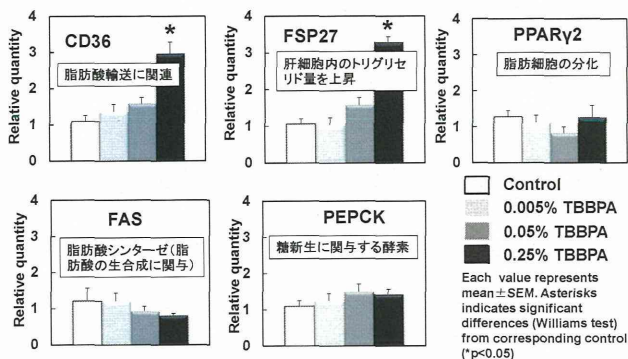 CD36
脂肪酸輸送に関連
*
Relative quantity
4
3
2
1
0
FSP27
肝細胞内のトリグリセ
リド量を上昇
*
Relative quantity
4
3
2
1
0
PPARγ2
脂肪細胞の分化
Relative quantity
4
3
2
1
0
FAS
脂肪酸シンターゼ(脂
肪酸の生合成に関与)
Relative quantity
4
3
2
1
0
PEPCK
糖新生に関与する酵素
Relative quantity
4
3
2
1
0
Control
0.005% TBBPA
0.05% TBBPA
0.25% TBBPA
Each value represents
mean±SEM. Asterisks
indicates significant
differences (Williams test)
from corresponding control
(*p<0.05)